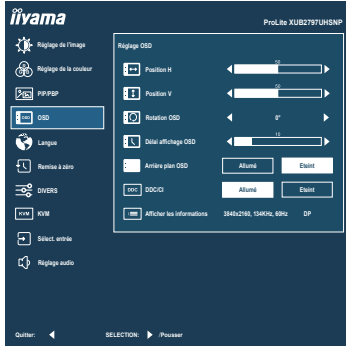 iiyama
ProLite XUB2797UHSNP
Réglage de l'image
Réglage de la couleur
PIP/PBP
OSD
OSD
Langue
Remise à zéro
DIVERS
KVM
KVM
Sélect. entrée
Réglage audio
Réglage OSD
Position H
50
Position V
50
Rotation OSD
0°
Délai affichage OSD
10
Arrière plan OSD
Allumé
Eteint
DDC
DDC/CI
Allumé
Eteint
Afficher les informations
3840x2160, 134KHz, 60Hz
DP
Quitter:
SELECTION:
/Pousser